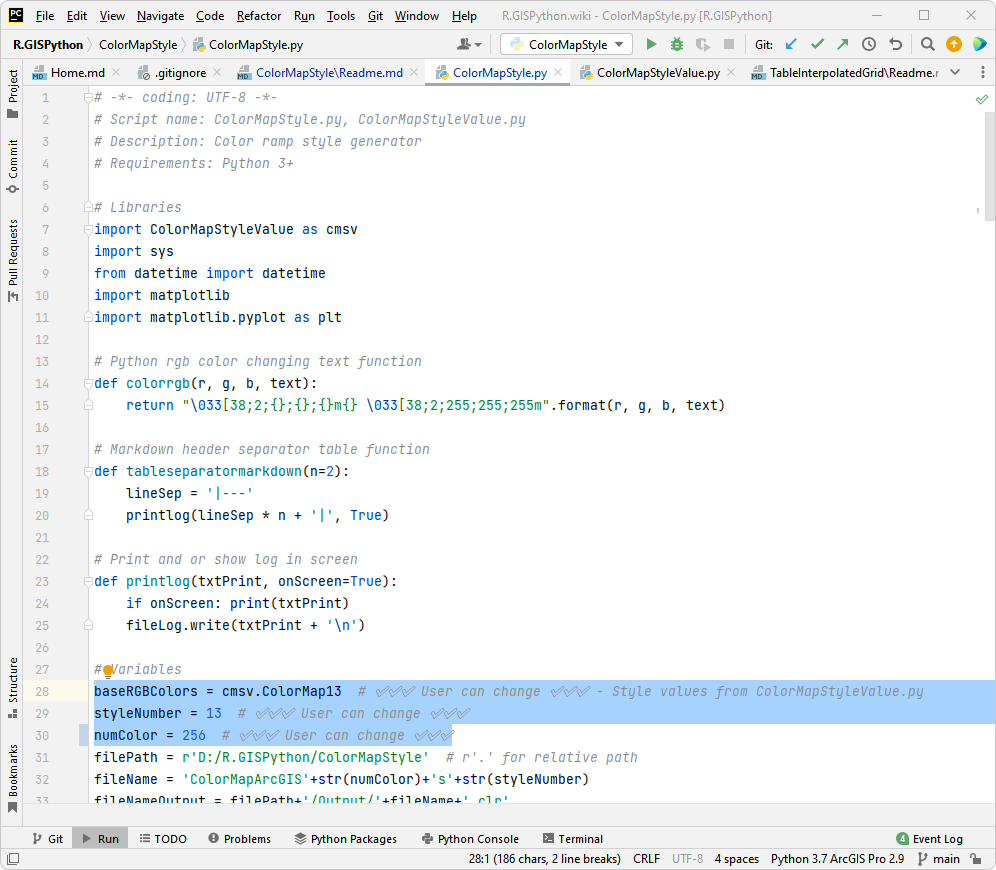 PC File Edit View Navigate Code Refactor Run Tools Git Window Help R.GISPython.wiki - ColorMapStyle.py [R.GISPython]
R.GISPython ColorMapStyle ColorMapStyle.py ColorMapStyle Git:
Home.md .gitignore ColorMapStyle\Readme.md ColorMapStyle.py ColorMapStyleValue.py TableInterpolatedGrid\Readme.r
Project
Commit
Pull Requests
Structure
Bookmarks
1 # -*- coding: UTF-8 -*-
2 # Script name: ColorMapStyle.py, ColorMapStyleValue.py
3 # Description: Color ramp style generator
4 # Requirements: Python 3+
5
6 # Libraries
7 import ColorMapStyleValue as cmsv
8 import sys
9 from datetime import datetime
10 import matplotlib
11 import matplotlib.pyplot as plt
12
13 # Python rgb color changing text function
14 def colorrgb(r, g, b, text):
15     return "\033[38;2;{};{};{}m{} \033[38;2;255;255;255m".format(r, g, b, text)
16
17 # Markdown header separator table function
18 def tableseparatormarkdown(n=2):
19     lineSep = '|---'
20     printlog(lineSep * n + '|', True)
21
22 # Print and or show log in screen
23 def printlog(txtPrint, onScreen=True):
24     if onScreen: print(txtPrint)
25     fileLog.write(txtPrint + '\n')
26
27 # Variables
28 baseRGBColors = cmsv.ColorMap13  # ✅✅✅ User can change ✅✅✅ - Style values from ColorMapStyleValue.py
29 styleNumber = 13  # ✅✅✅ User can change ✅✅✅
30 numColor = 256  # ✅✅✅ User can change ✅✅✅
31 filePath = r'D:/R.GISPython/ColorMapStyle'  # r'.' for relative path
32 fileName = 'ColorMapArcGIS'+str(numColor)+'s'+str(styleNumber)
33 fileNameOutput = filePath+'/Output/'+fileName+'.clr'
Git Run TODO Problems Python Packages Python Console Terminal 4 Event Log
28:1 (186 chars, 2 line breaks) CRLF UTF-8 4 spaces Python 3.7 ArcGIS Pro 2.9 main